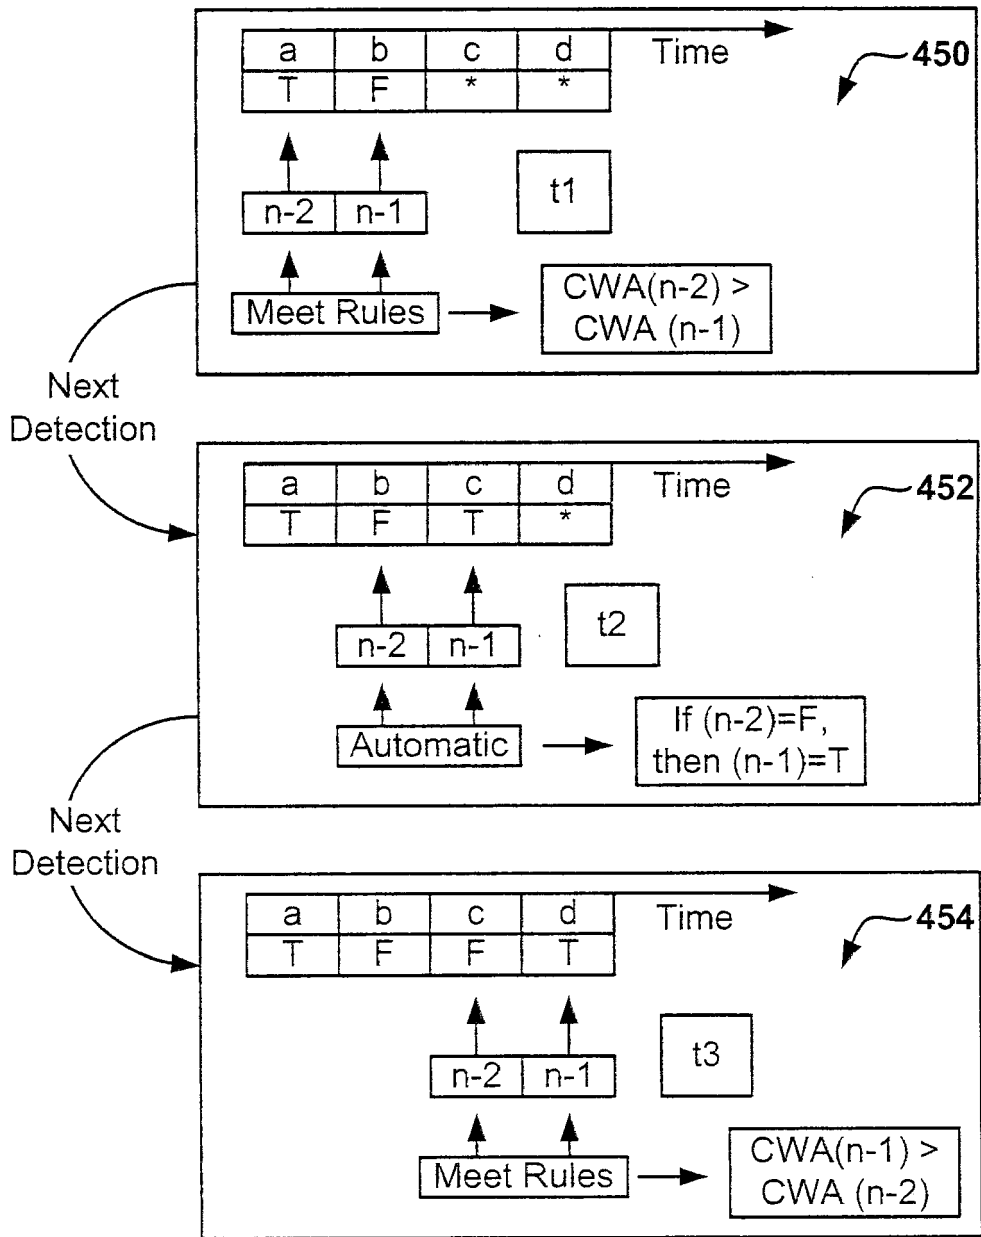 a b c d Time
T F * *
450
t1
n-2 n-1
Meet Rules
CWA(n-2) >
CWA (n-1)
Next
Detection
a b c d Time
T F T *
452
t2
n-2 n-1
Automatic
If (n-2)=F,
then (n-1)=T
Next
Detection
a b c d Time
T F F T
454
t3
n-2 n-1
Meet Rules
CWA(n-1) >
CWA (n-2)